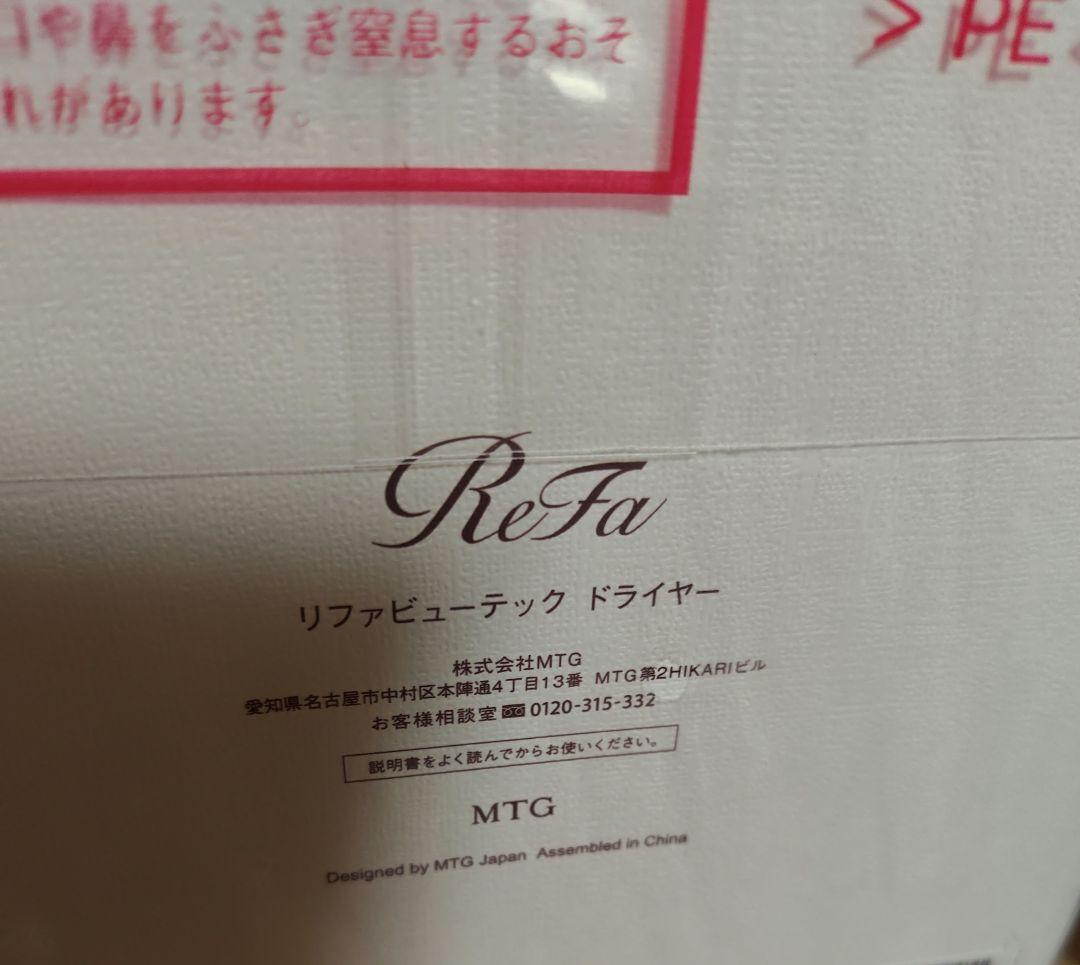 口や鼻をふさぎ窒息するおそ
れがあります。
> PE
ReFa
リファビューテック ドライヤー
株式会社MTG
愛知県名古屋市中村区本陣通4丁目13番 MTG第2HIKARIビル
お客様相談室 0120-315-332
説明書をよく読んでからお使いください。
MTG
Designed by MTG Japan Assembled in China